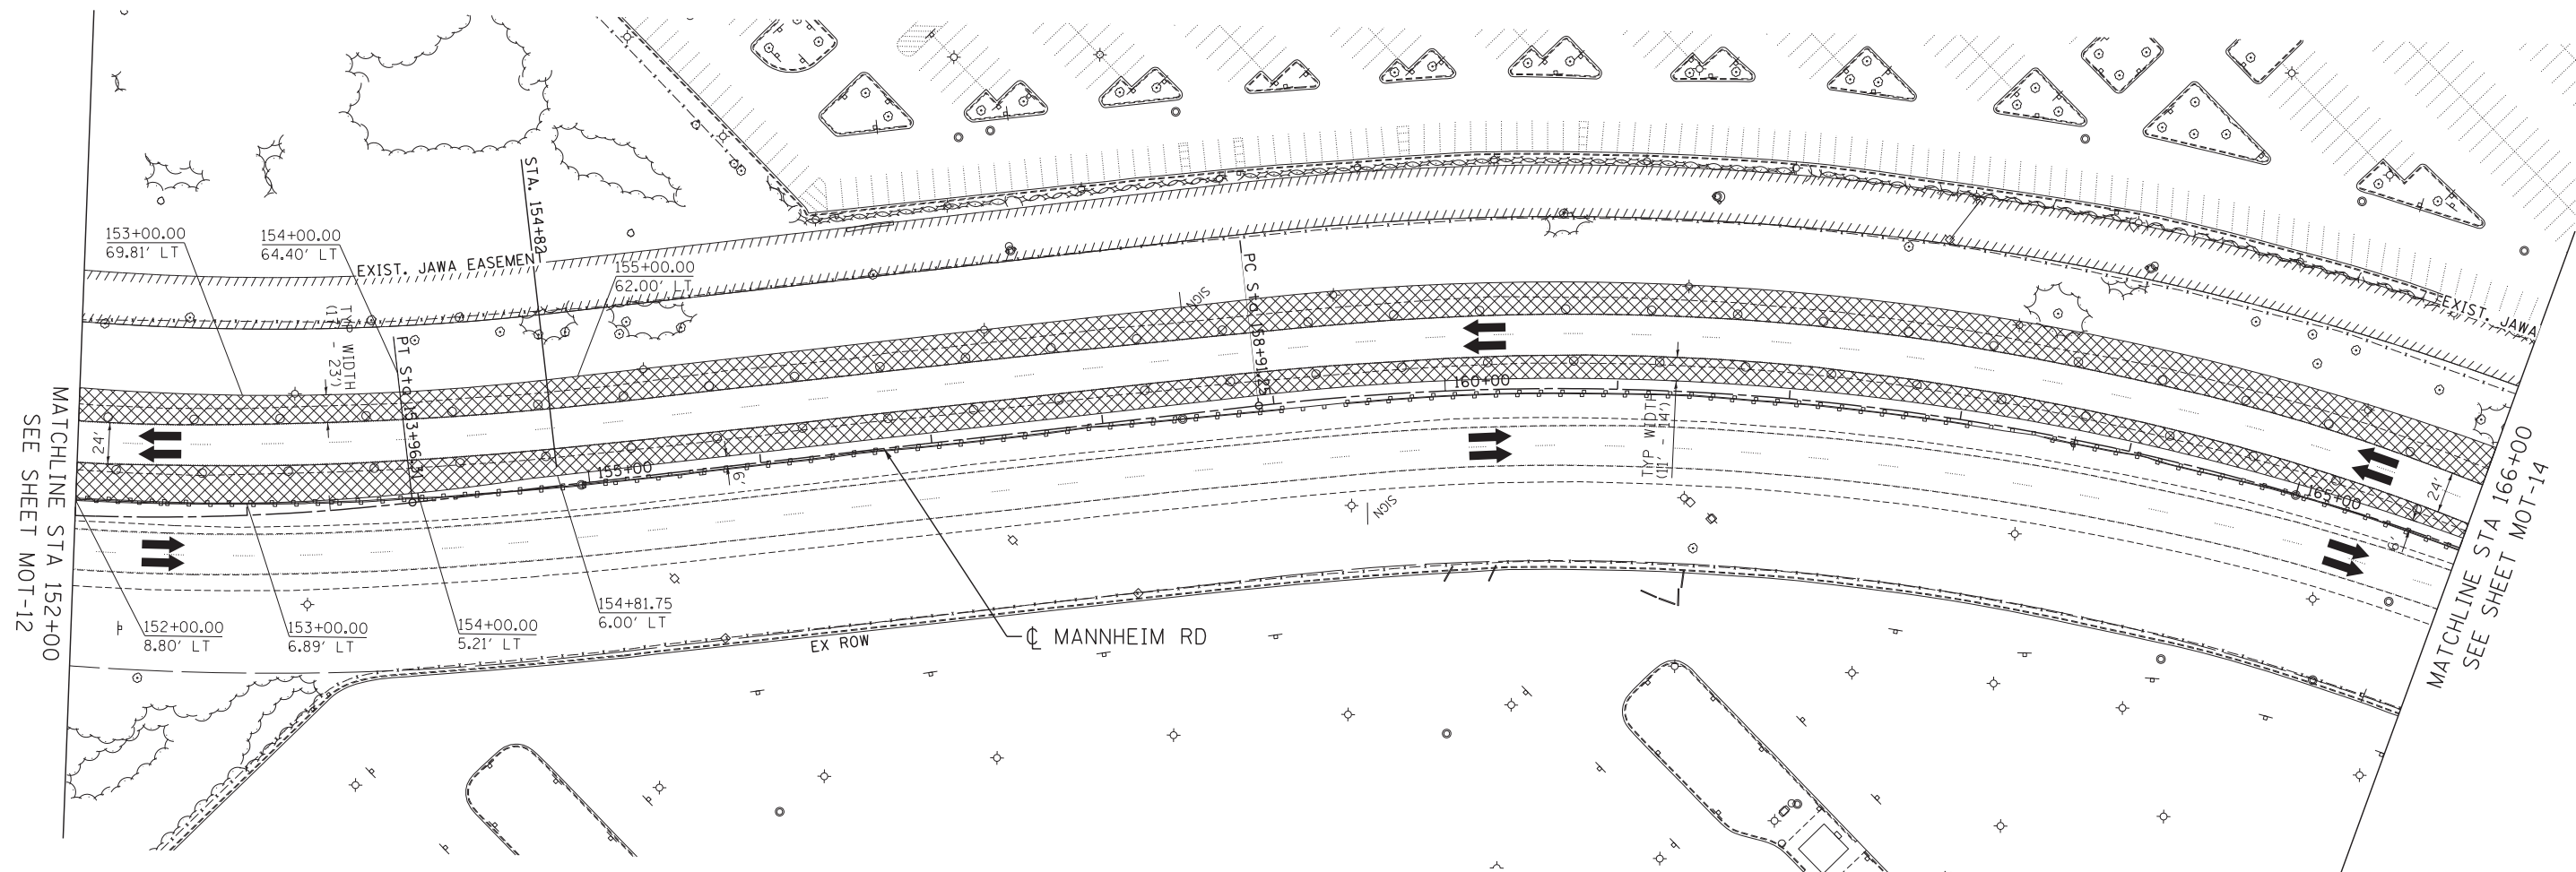 153+00.00
69.81' LT
154+00.00
64.40' LT
STA. 154+82
EXIST. JAWA EASEMENT
155+00.00
62.00' LT
TYP WIDTH
PT Sta 153+96.31
24'
MATCHLINE STA 152+00
SEE SHEET MOT-12
155+00
6'
152+00.00
8.80' LT
153+00.00
6.89' LT
154+00.00
5.21' LT
154+81.75
6.00' LT
EX ROW
℄ MANNHEIM RD
SIGN
PC Sta 158+91.25
160+00
TYP WIDTH
(11' - 14')
SIGN
EXIST. JAWA
165+00
24'
6'
MATCHLINE STA 166+00
SEE SHEET MOT-14